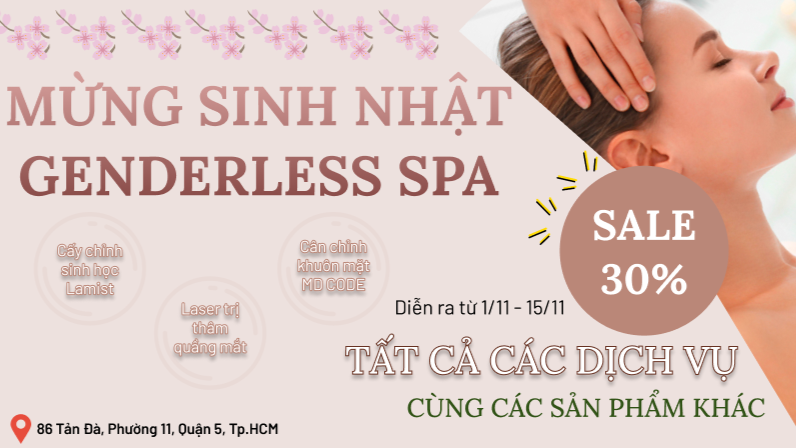 MỪNG SINH NHẬT
GENDERLESS SPA
SALE
30%
Cấy chỉnh
sinh học
Lamist
Cân chỉnh
khuôn mặt
MD CODE
Laser trị
thâm
quầng mắt
Diễn ra từ 1/11 - 15/11
TẤT CẢ CÁC DỊCH VỤ
CÙNG CÁC SẢN PHẨM KHÁC
86 Tản Đà, Phường 11, Quận 5, Tp.HCM